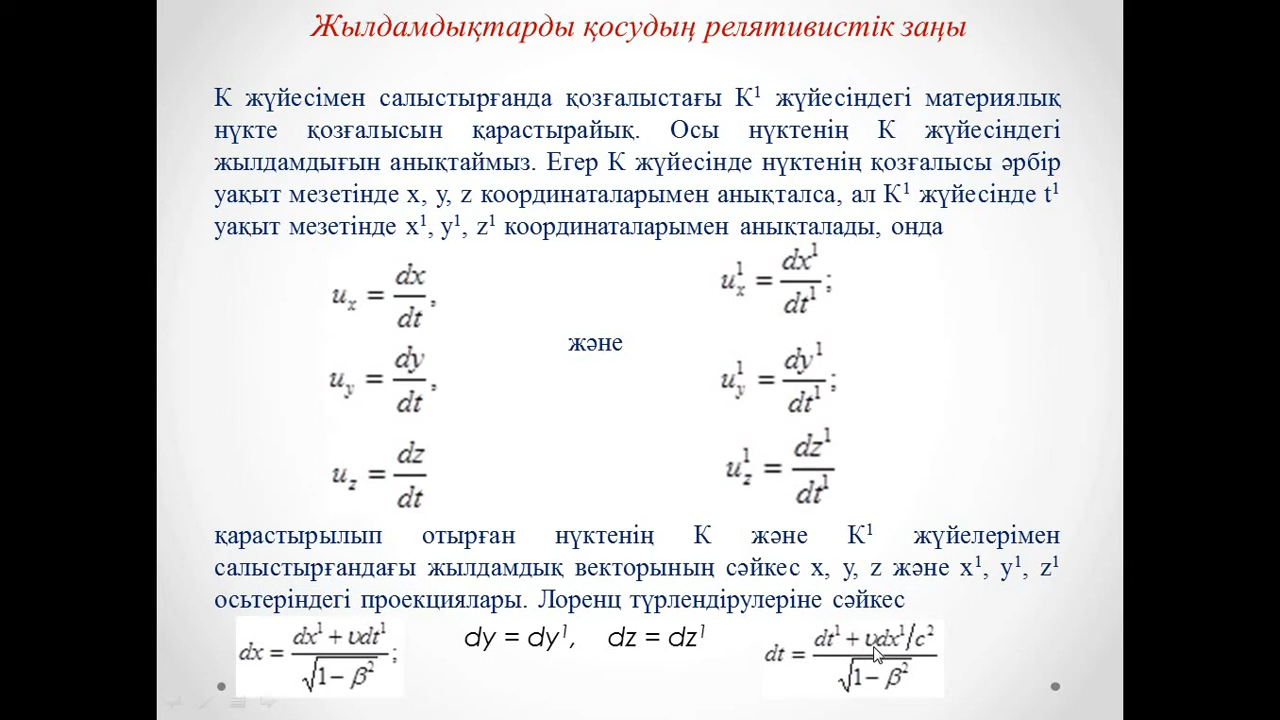 Жылдамдықтарды қосудың релятивистік заңы
К жүйесімен салыстырғанда қозғалыстағы К¹ жүйесіндегі материялық
нүкте қозғалысын қарастырайық. Осы нүктенің К жүйесіндегі
жылдамдығын анықтаймыз. Егер К жүйесінде нүктенің қозғалысы әрбір
уақыт мезетінде x, y, z координаталарымен анықталса, ал К¹ жүйесінде t¹
уақыт мезетінде x¹, y¹, z¹ координаталарымен анықталады, онда
u_x = dx/dt, u_x¹ = dx¹/dt¹;
және
u_y = dy/dt, u_y¹ = dy¹/dt¹;
u_z = dz/dt u_z¹ = dz¹/dt¹
қарастырылып отырған нүктенің К және К¹ жүйелерімен
салыстырғандағы жылдамдық векторының сәйкес x, y, z және x¹, y¹, z¹
осьтеріндегі проекциялары. Лоренц түрлендірулеріне сәйкес
dx = (dx¹ + υdt¹)/√(1 − β²); dy = dy¹, dz = dz¹ dt = (dt¹ + υdx¹/c²)/√(1 − β²)